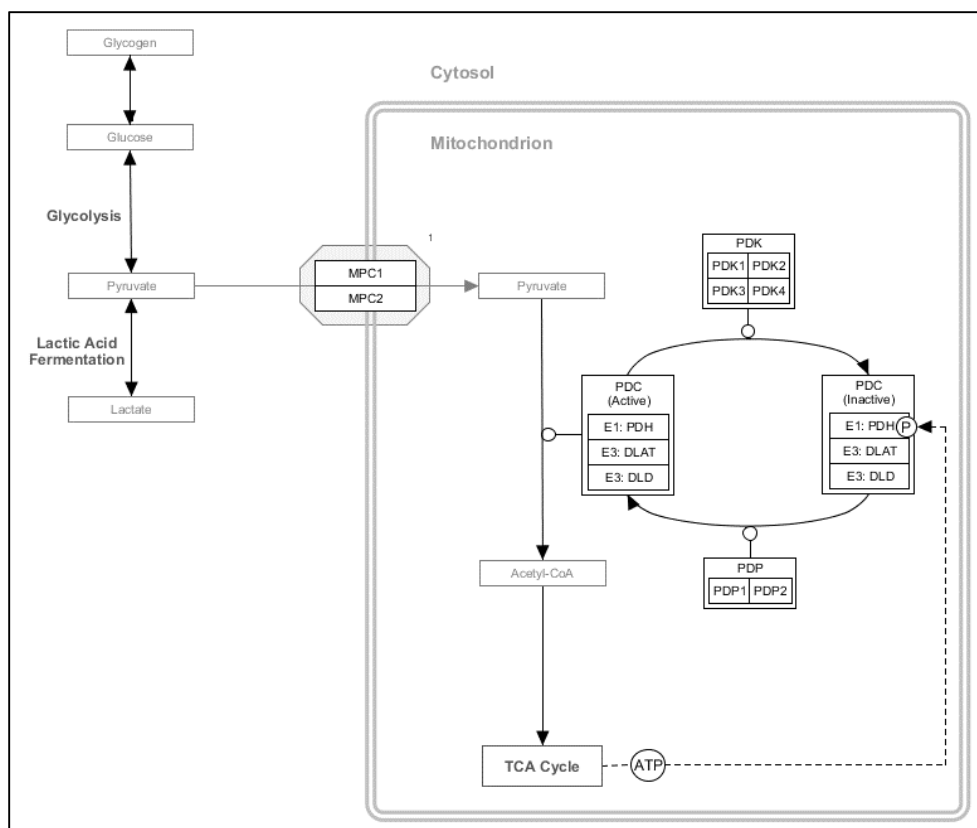 Glycogen
Cytosol
Glucose
Mitochondrion
Glycolysis
1
PDK
PDK1 PDK2
PDK3 PDK4
MPC1
MPC2
Pyruvate
Pyruvate
Lactic Acid
Fermentation
Lactate
PDC
(Active)
E1: PDH
E3: DLAT
E3: DLD
PDC
(Inactive)
E1: PDH P
E3: DLAT
E3: DLD
Acetyl-CoA
PDP
PDP1 PDP2
TCA Cycle
ATP